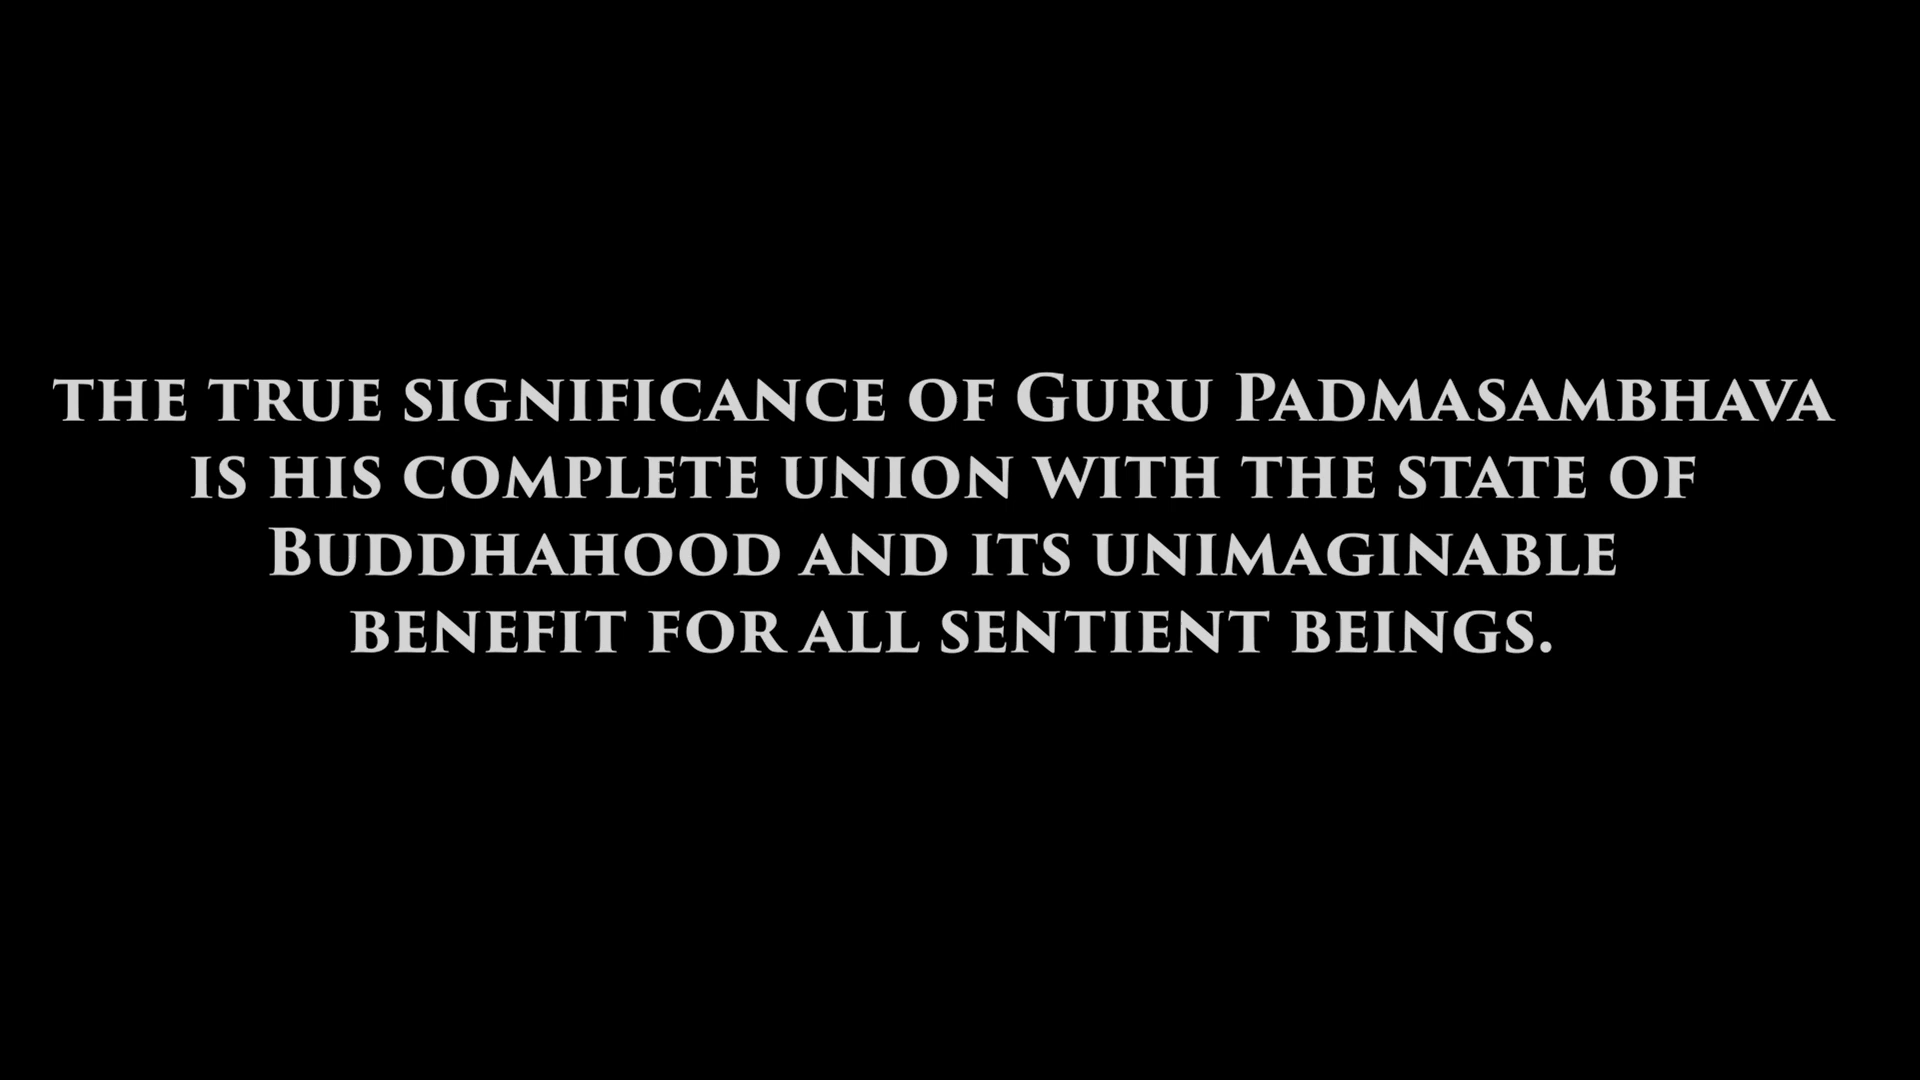 the true significance of Guru Padmasambhava
is his complete union with the state of
Buddhahood and its unimaginable
benefit for all sentient beings.